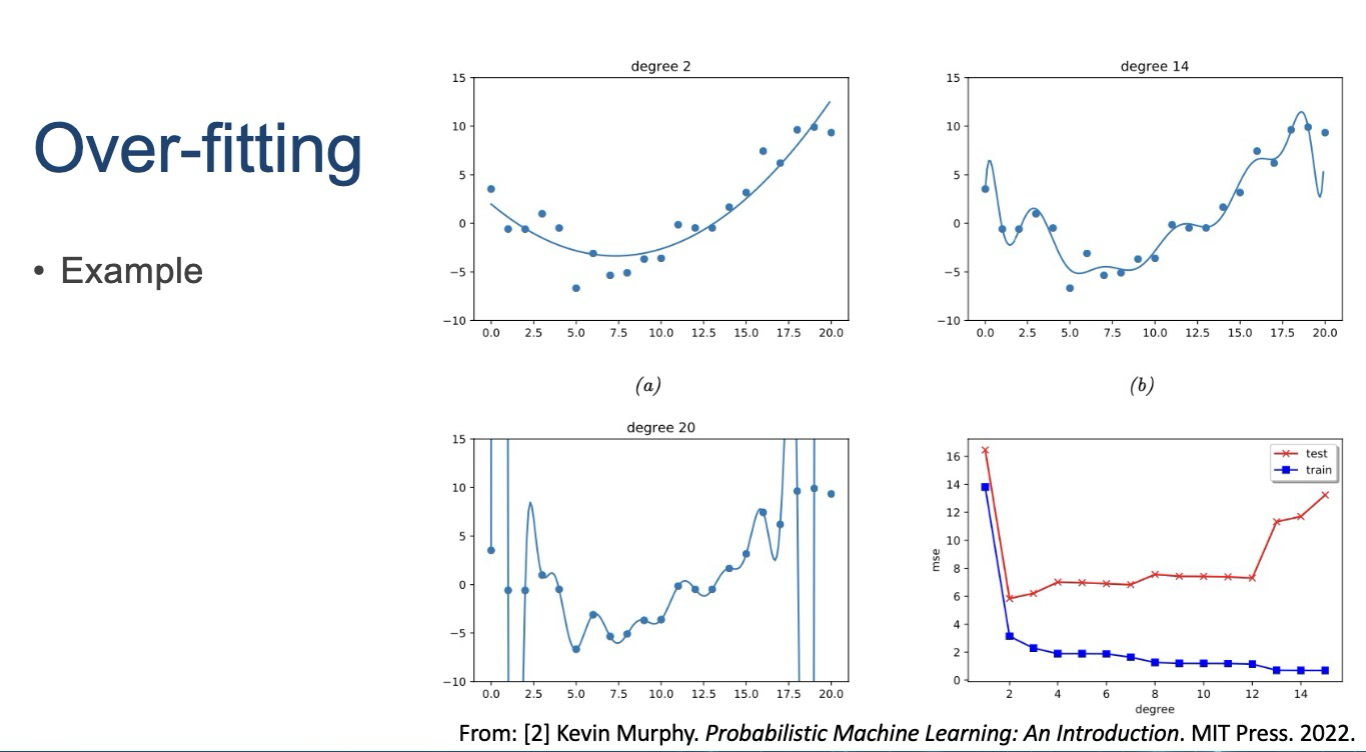 Over-fitting
• Example
degree 2
15
10
5
0
−5
−10
0.0 2.5 5.0 7.5 10.0 12.5 15.0 17.5 20.0
(a)
degree 14
15
10
5
0
−5
−10
0.0 2.5 5.0 7.5 10.0 12.5 15.0 17.5 20.0
(b)
degree 20
15
10
5
0
−5
−10
0.0 2.5 5.0 7.5 10.0 12.5 15.0 17.5 20.0
test
train
mse
16
14
12
10
8
6
4
2
0
2 4 6 8 10 12 14
degree
From: [2] Kevin Murphy. Probabilistic Machine Learning: An Introduction. MIT Press. 2022.